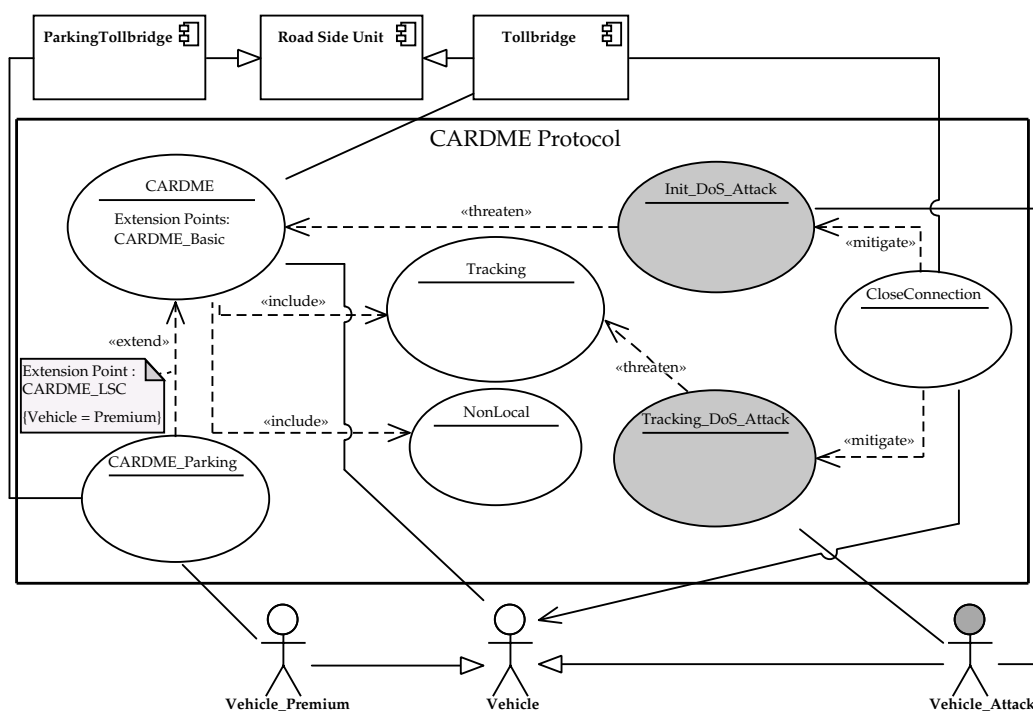 ParkingTollbridge
Road Side Unit
Tollbridge
CARDME Protocol
CARDME
Extension Points:
CARDME_Basic
«threaten»
Init_DoS_Attack
«mitigate»
Tracking
«include»
CloseConnection
«extend»
Extension Point :
CARDME_LSC
{Vehicle = Premium}
«threaten»
NonLocal
«include»
Tracking_DoS_Attack
«mitigate»
CARDME_Parking
Vehicle_Premium
Vehicle
Vehicle_Attack